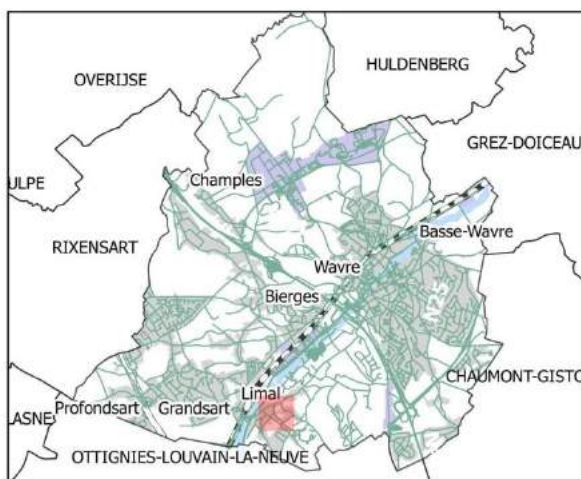 OVERIJSE
HULDENBERG
GREZ-DOICEAU
ULPE
Champles
RIXENSART
Basse-Wavre
Wavre
Bierges
N25
CHAUMONT-GISTO
Limal
LASNE
Profondsart
Grandsart
OTTIGNIES-LOUVAIN-LA-NEUVE